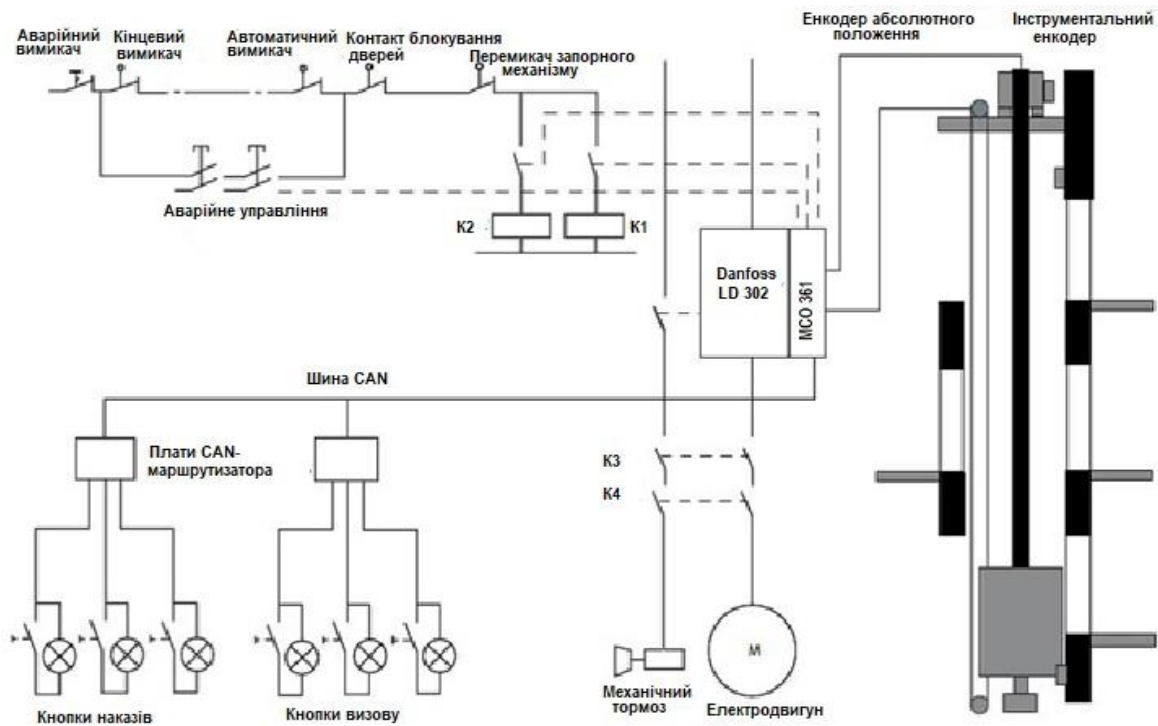 Аварійний
вимикач
Кінцевий
вимикач
Автоматичний
вимикач
Контакт блокування
дверей
Перемикач запорного
механізму
Енкодер абсолютного
положення
Інструментальний
енкодер
Аварійне управління
K2
K1
Danfoss
LD 302
MCO 361
Шина CAN
Плати CAN-
маршрутизатора
K3
K4
M
Механічний
тормоз
Електродвигун
Кнопки наказів
Кнопки визову